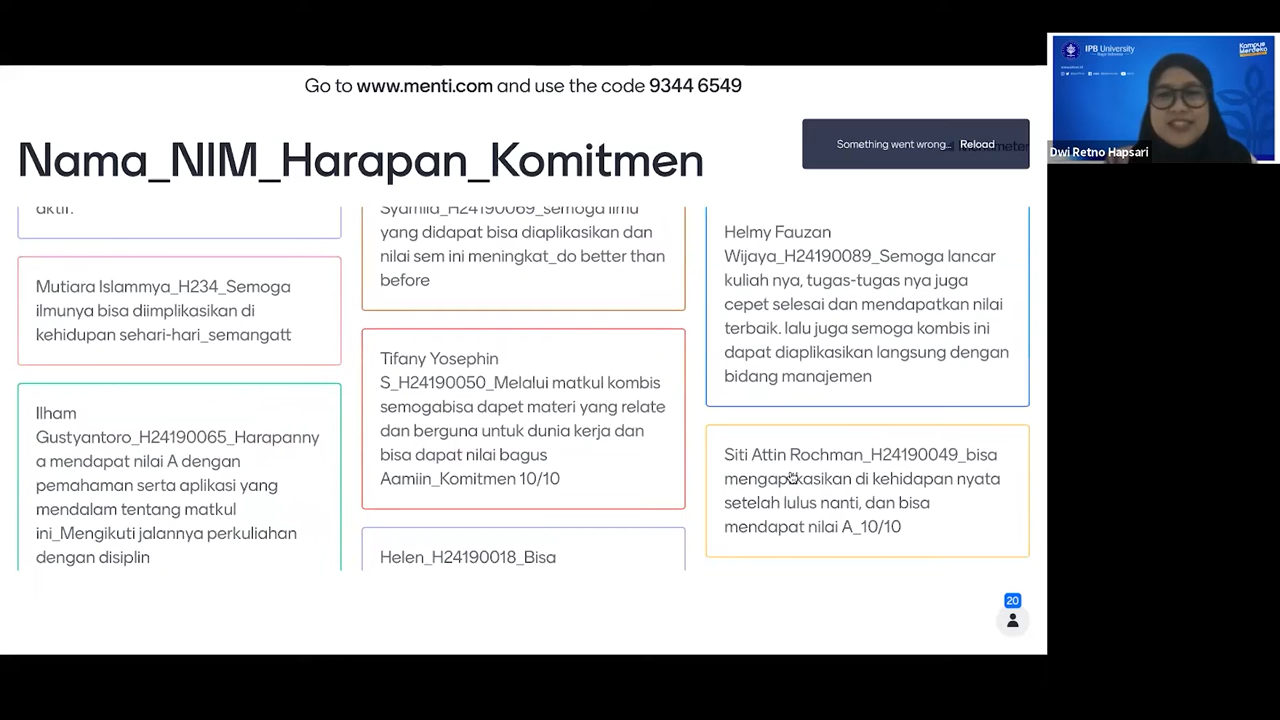 Go to www.menti.com and use the code 9344 6549
Nama_NIM_Harapan_Komitmen
Something went wrong... Reload
aktif.
Mutiara Islammya_H234_Semoga
ilmunya bisa diimplikasikan di
kehidupan sehari-hari_semangatt
Ilham
Gustyantoro_H24190065_Harapanny
a mendapat nilai A dengan
pemahaman serta aplikasi yang
mendalam tentang matkul
ini_Mengikuti jalannya perkuliahan
dengan disiplin
Syamila_H24190069_semoga ilmu
yang didapat bisa diaplikasikan dan
nilai sem ini meningkat_do better than
before
Tifany Yosephin
S_H24190050_Melalui matkul kombis
semogabisa dapet materi yang relate
dan berguna untuk dunia kerja dan
bisa dapat nilai bagus
Aamiin_Komitmen 10/10
Helen_H24190018_Bisa
Helmy Fauzan
Wijaya_H24190089_Semoga lancar
kuliah nya, tugas-tugas nya juga
cepet selesai dan mendapatkan nilai
terbaik. lalu juga semoga kombis ini
dapat diaplikasikan langsung dengan
bidang manajemen
Siti Attin Rochman_H24190049_bisa
di kehidapan nyata
setelah lulus nanti, dan bisa
mendapat nilai A_10/10
20
IPB University
Kampus
Merdeka
Dwi Retno Hapsari